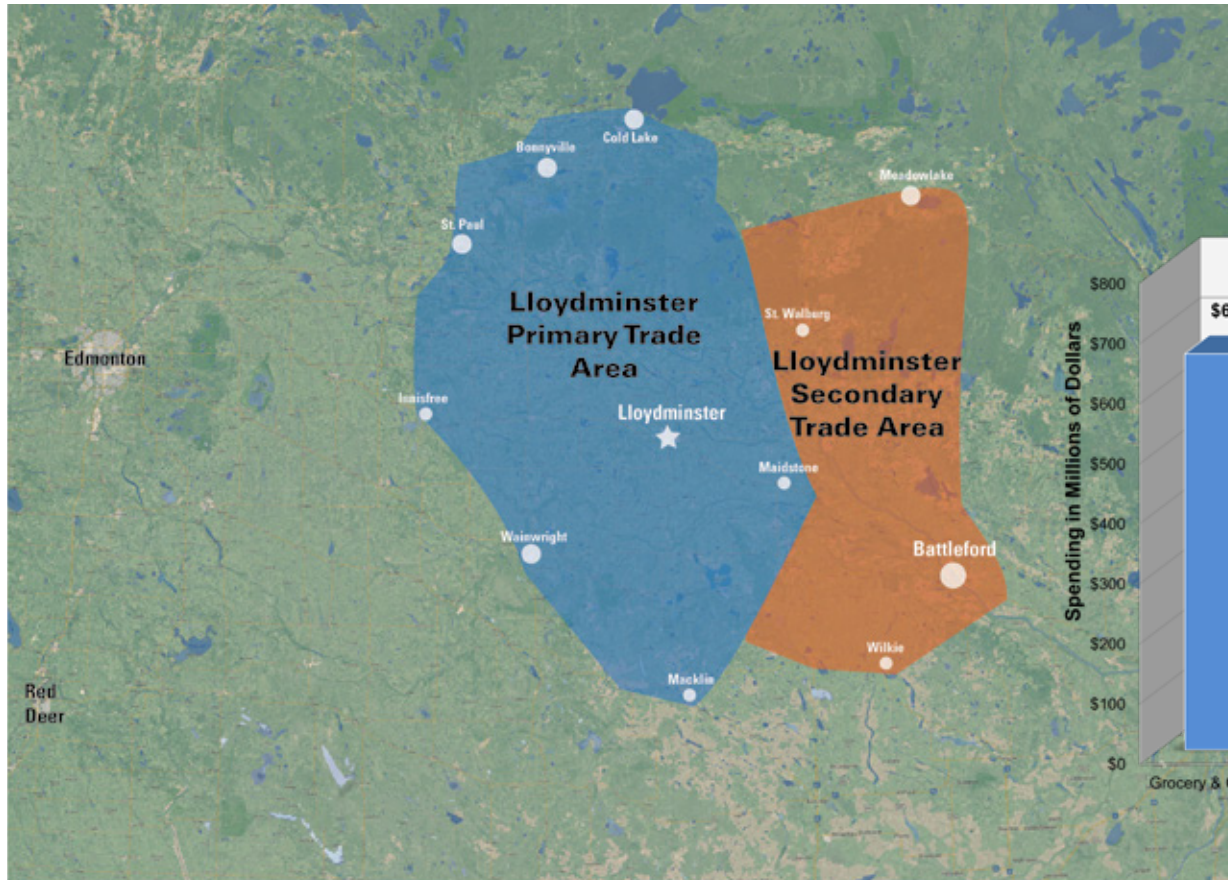 Cold Lake
Bonnyville
Meadowlake
St. Paul
Lloydminster
Primary Trade
Area
St. Walburg
Edmonton
Lloydminster
Secondary
Trade Area
Innisfree
Lloydminster
Maidstone
Wainwright
Battleford
Wilkie
Macklin
Red
Deer
Spending in Millions of Dollars
$800
$700
$600
$500
$400
$300
$200
$100
$0
$6
Grocery &